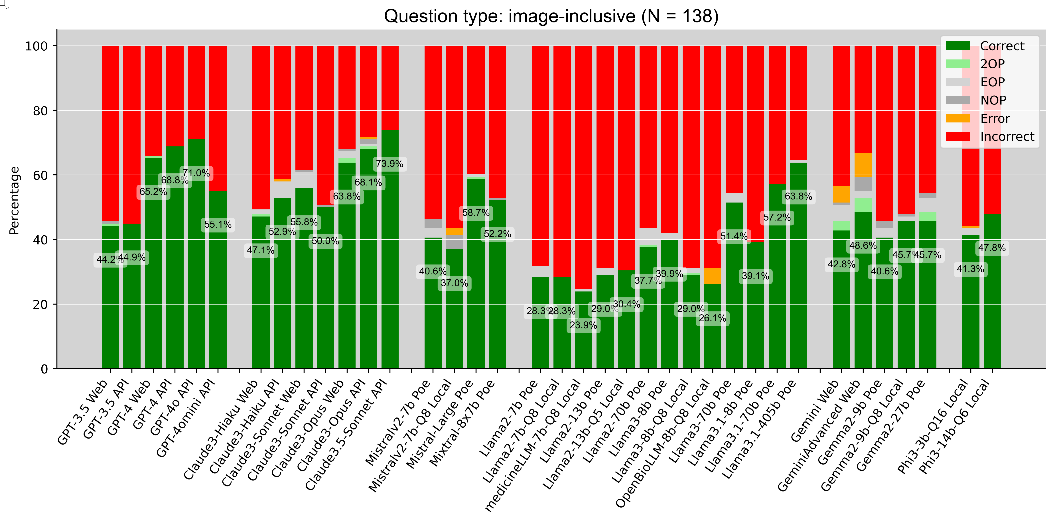 Question type: image-inclusive (N = 138)
Percentage
100
80
60
40
20
0
Correct
2OP
EOP
NOP
Error
Incorrect
44.2%
44.9%
65.2%
68.8%
71.0%
55.1%
47.1%
52.9%
55.8%
50.0%
63.8%
68.1%
73.9%
40.6%
37.0%
58.7%
52.2%
28.3%
28.3%
23.9%
29.0%
30.4%
37.7%
39.9%
29.0%
26.1%
51.4%
39.1%
57.2%
63.8%
42.8%
48.6%
40.6%
45.7%
45.7%
41.3%
47.8%
GPT-3.5 Web
GPT-3.5 API
GPT-4 Web
GPT-4 API
GPT-4o API
GPT-4omini API
Claude3-Haiku Web
Claude3-Haiku API
Claude3-Sonnet Web
Claude3-Sonnet API
Claude3-Opus Web
Claude3-Opus API
Claude3.5-Sonnet API
Mistralv2-7b Poe
Mistralv2-7b-Q8 Local
Mistral-Large Poe
Mixtral-8x7b Poe
Llama2-7b Poe
Llama2-7b-Q8 Local
medicineLLM-7b-Q8 Local
Llama2-13b Poe
Llama2-13b-Q5 Local
Llama2-70b Poe
Llama3-8b Poe
Llama3-8b-Q8 Local
OpenBioLLM-8b-Q8 Local
Llama3-70b Poe
Llama3.1-8b Poe
Llama3.1-70b Poe
Llama3.1-405b Poe
Gemini Web
GeminiAdvanced Web
Gemma2-9b Poe
Gemma2-9b-Q8 Local
Gemma2-27b Poe
Phi3-3b-Q16 Local
Phi3-14b-Q6 Local